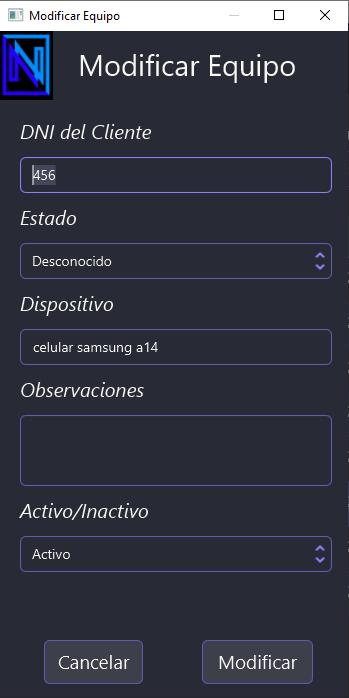 Modificar Equipo
Modificar Equipo
DNI del Cliente
456
Estado
Desconocido
Dispositivo
celular samsung a14
Observaciones
Activo/Inactivo
Activo
Cancelar
Modificar